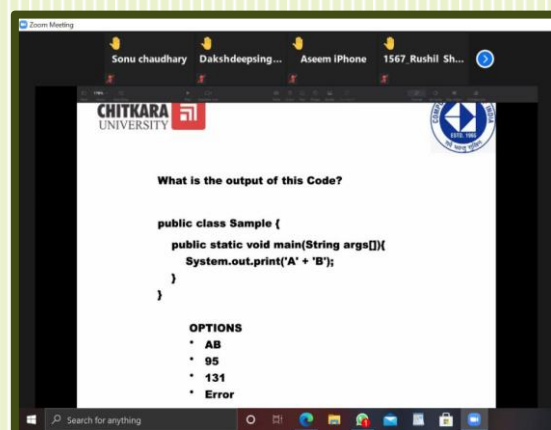 Zoom Meeting
Sonu chaudhary
Dakshdeepsing...
Aseem iPhone
1567_Rushil Sh...
CHITKARA
UNIVERSITY
What is the output of this Code?
public class Sample {
public static void main(String args[]){
System.out.print('A' + 'B');
}
}
OPTIONS
* AB
* 95
* 131
* Error
Search for anything